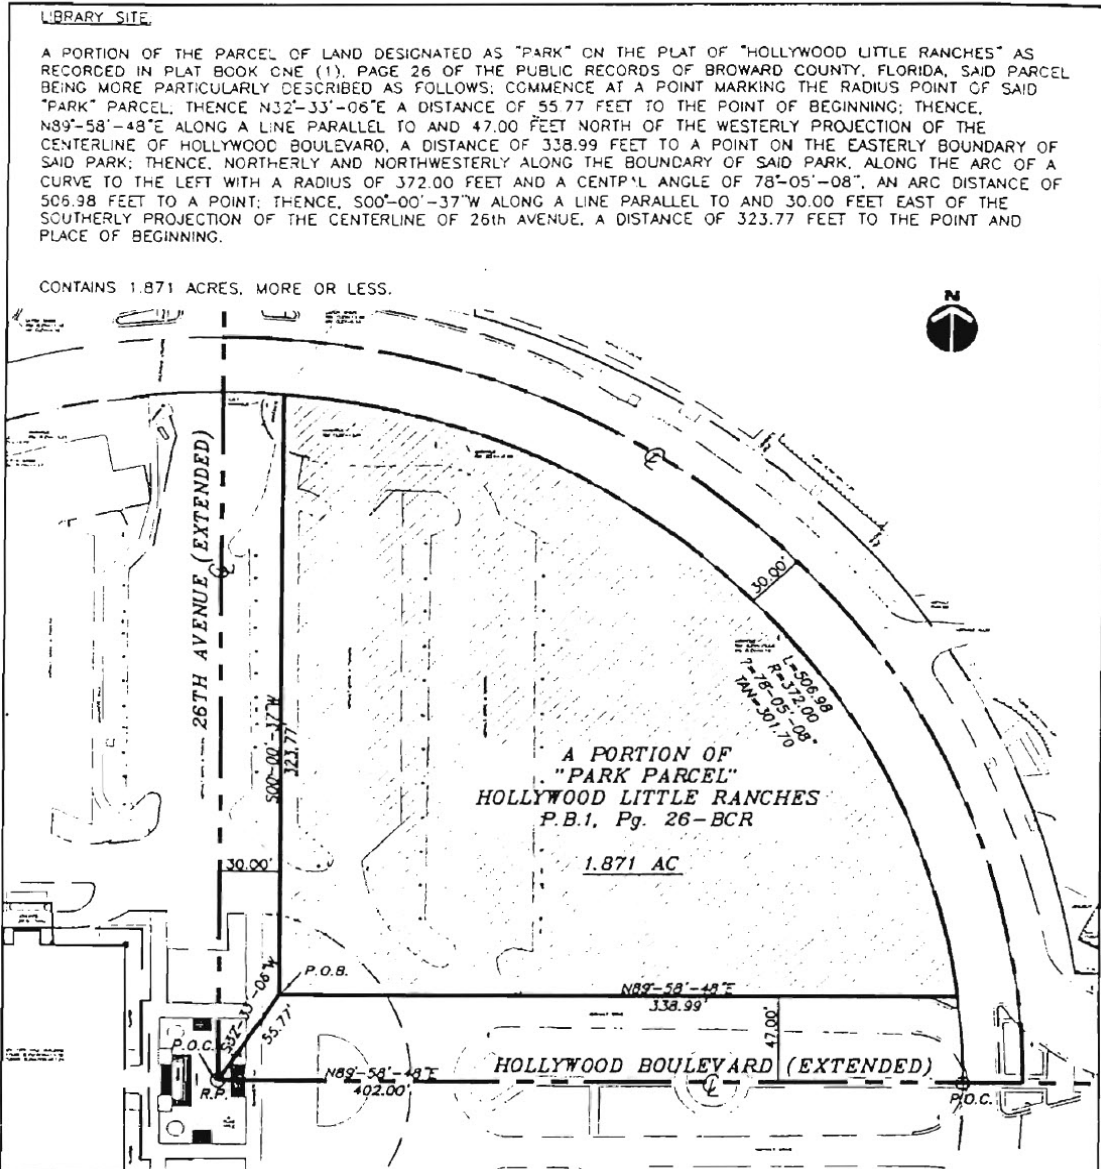 LIBRARY SITE:
A PORTION OF THE PARCEL OF LAND DESIGNATED AS "PARK" ON THE PLAT OF "HOLLYWOOD LITTLE RANCHES" AS
RECORDED IN PLAT BOOK ONE (1), PAGE 26 OF THE PUBLIC RECORDS OF BROWARD COUNTY, FLORIDA, SAID PARCEL
BEING MORE PARTICULARLY DESCRIBED AS FOLLOWS; COMMENCE AT A POINT MARKING THE RADIUS POINT OF SAID
"PARK" PARCEL; THENCE N32°-33'-06"E A DISTANCE OF 55.77 FEET TO THE POINT OF BEGINNING; THENCE,
N89°-58'-48"E ALONG A LINE PARALLEL TO AND 47.00 FEET NORTH OF THE WESTERLY PROJECTION OF THE
CENTERLINE OF HOLLYWOOD BOULEVARD, A DISTANCE OF 338.99 FEET TO A POINT ON THE EASTERLY BOUNDARY OF
SAID PARK; THENCE, NORTHERLY AND NORTHWESTERLY ALONG THE BOUNDARY OF SAID PARK, ALONG THE ARC OF A
CURVE TO THE LEFT WITH A RADIUS OF 372.00 FEET AND A CENTRAL ANGLE OF 78°-05'-08", AN ARC DISTANCE OF
506.98 FEET TO A POINT; THENCE, S00°-00'-37"W ALONG A LINE PARALLEL TO AND 30.00 FEET EAST OF THE
SOUTHERLY PROJECTION OF THE CENTERLINE OF 26th AVENUE, A DISTANCE OF 323.77 FEET TO THE POINT AND
PLACE OF BEGINNING.
CONTAINS 1.871 ACRES, MORE OR LESS.
N
26TH AVENUE (EXTENDED)
30.00'
L=506.98
R=372.00
?=78°-05'-08"
TAN=301.70
S00°-00'-37"W
323.77'
A PORTION OF
"PARK PARCEL"
HOLLYWOOD LITTLE RANCHES
P.B.1, Pg. 26-BCR
1.871 AC
30.00'
P.O.B.
S32°-33'-06"W
55.77'
N89°-58'-48"E
338.99'
47.00'
P.O.C.
R.P.
N89°-58'-48"E
402.00'
HOLLYWOOD BOULEVARD (EXTENDED)
P.O.C.